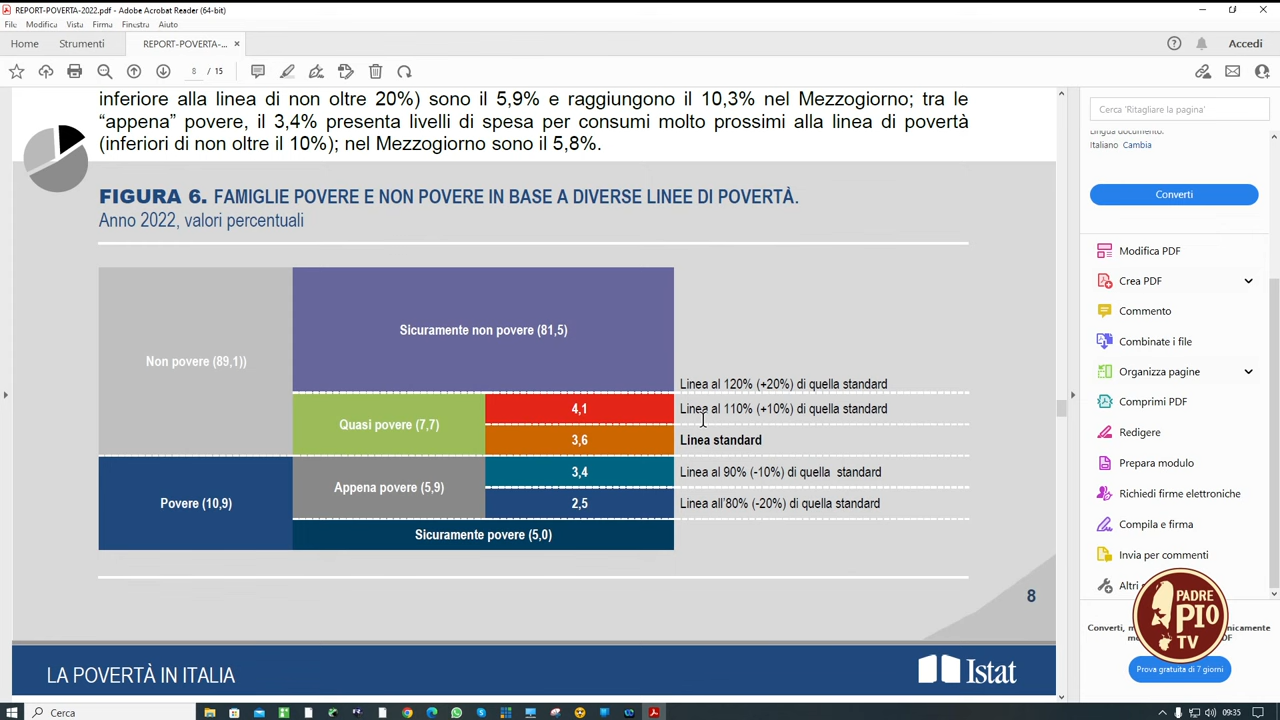 REPORT-POVERTA-2022.pdf - Adobe Acrobat Reader (64-bit)
File Modifica Vista Firma Finestra Aiuto
Home Strumenti REPORT-POVERTA-... × Accedi
8 / 15
inferiore alla linea di non oltre 20%) sono il 5,9% e raggiungono il 10,3% nel Mezzogiorno; tra le
“appena” povere, il 3,4% presenta livelli di spesa per consumi molto prossimi alla linea di povertà
(inferiori di non oltre il 10%); nel Mezzogiorno sono il 5,8%.
FIGURA 6. FAMIGLIE POVERE E NON POVERE IN BASE A DIVERSE LINEE DI POVERTÀ.
Anno 2022, valori percentuali
Non povere (89,1))
Sicuramente non povere (81,5)
Linea al 120% (+20%) di quella standard
Quasi povere (7,7)
4,1
Linea al 110% (+10%) di quella standard
3,6
Linea standard
Povere (10,9)
Appena povere (5,9)
3,4
Linea al 90% (-10%) di quella standard
2,5
Linea all'80% (-20%) di quella standard
Sicuramente povere (5,0)
8
LA POVERTÀ IN ITALIA
Istat
Cerca 'Ritagliare la pagina'
Lingua documento:
Italiano Cambia
Converti
Modifica PDF
Crea PDF
Commento
Combinate i file
Organizza pagine
Comprimi PDF
Redigere
Prepara modulo
Richiedi firme elettroniche
Compila e firma
Invia per commenti
Altri
PADRE
PIO
TV
Converti, m
Prova gratuita di 7 giorni
Cerca
09:35